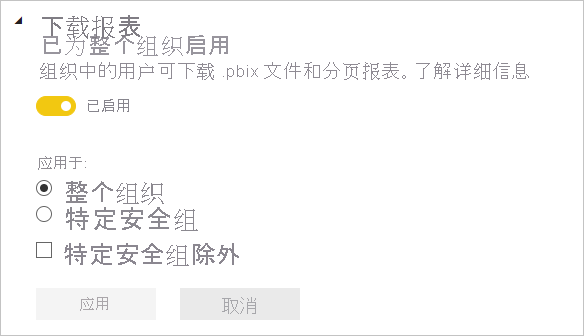 下载报表
已为整个组织启用
组织中的用户可下载 .pbix 文件和分页报表。了解详细信息
已启用
应用于:
整个组织
特定安全组
特定安全组除外
应用 取消